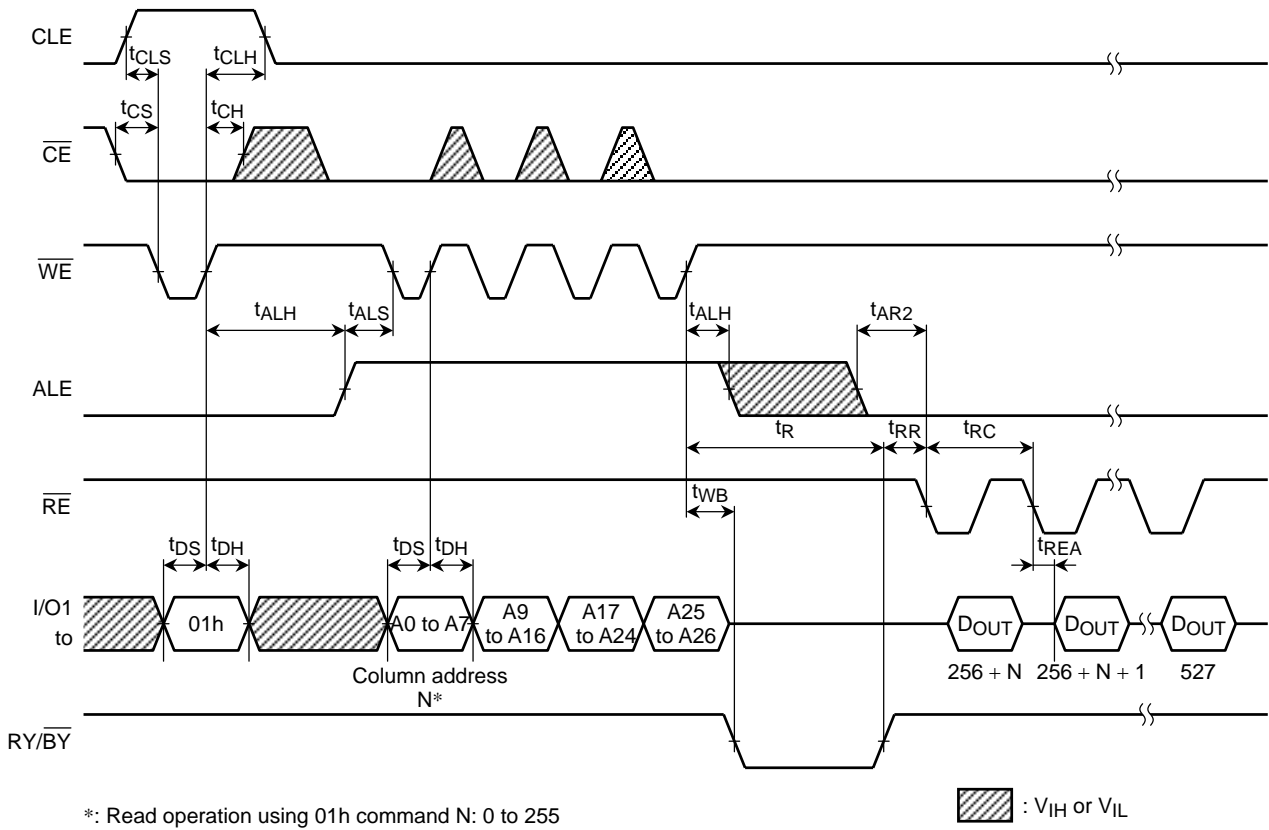 CLE
tCLS
tCLH
tCS
tCH
CE
WE
tALH
tALS
tALH
tAR2
ALE
tR
tRR
tRC
RE
tWB
tDS
tDH
tDS
tDH
tREA
I/O1
to
01h
A0 to A7
A9
to A16
A17
to A24
A25
to A26
DOUT
DOUT
DOUT
Column address
N*
256 + N
256 + N + 1
527
RY/BY
*: Read operation using 01h command N: 0 to 255
: VIH or VIL